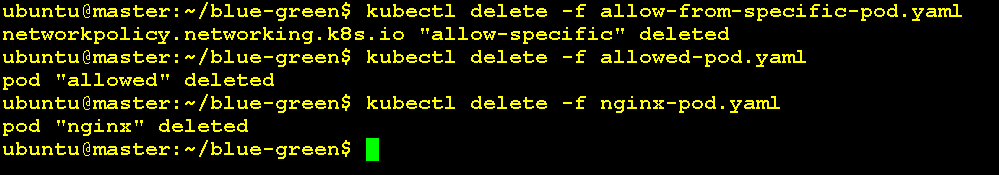 ubuntu@master:~/blue-green$ kubectl delete -f allow-from-specific-pod.yaml
networkpolicy.networking.k8s.io "allow-specific" deleted
ubuntu@master:~/blue-green$ kubectl delete -f allowed-pod.yaml
pod "allowed" deleted
ubuntu@master:~/blue-green$ kubectl delete -f nginx-pod.yaml
pod "nginx" deleted
ubuntu@master:~/blue-green$